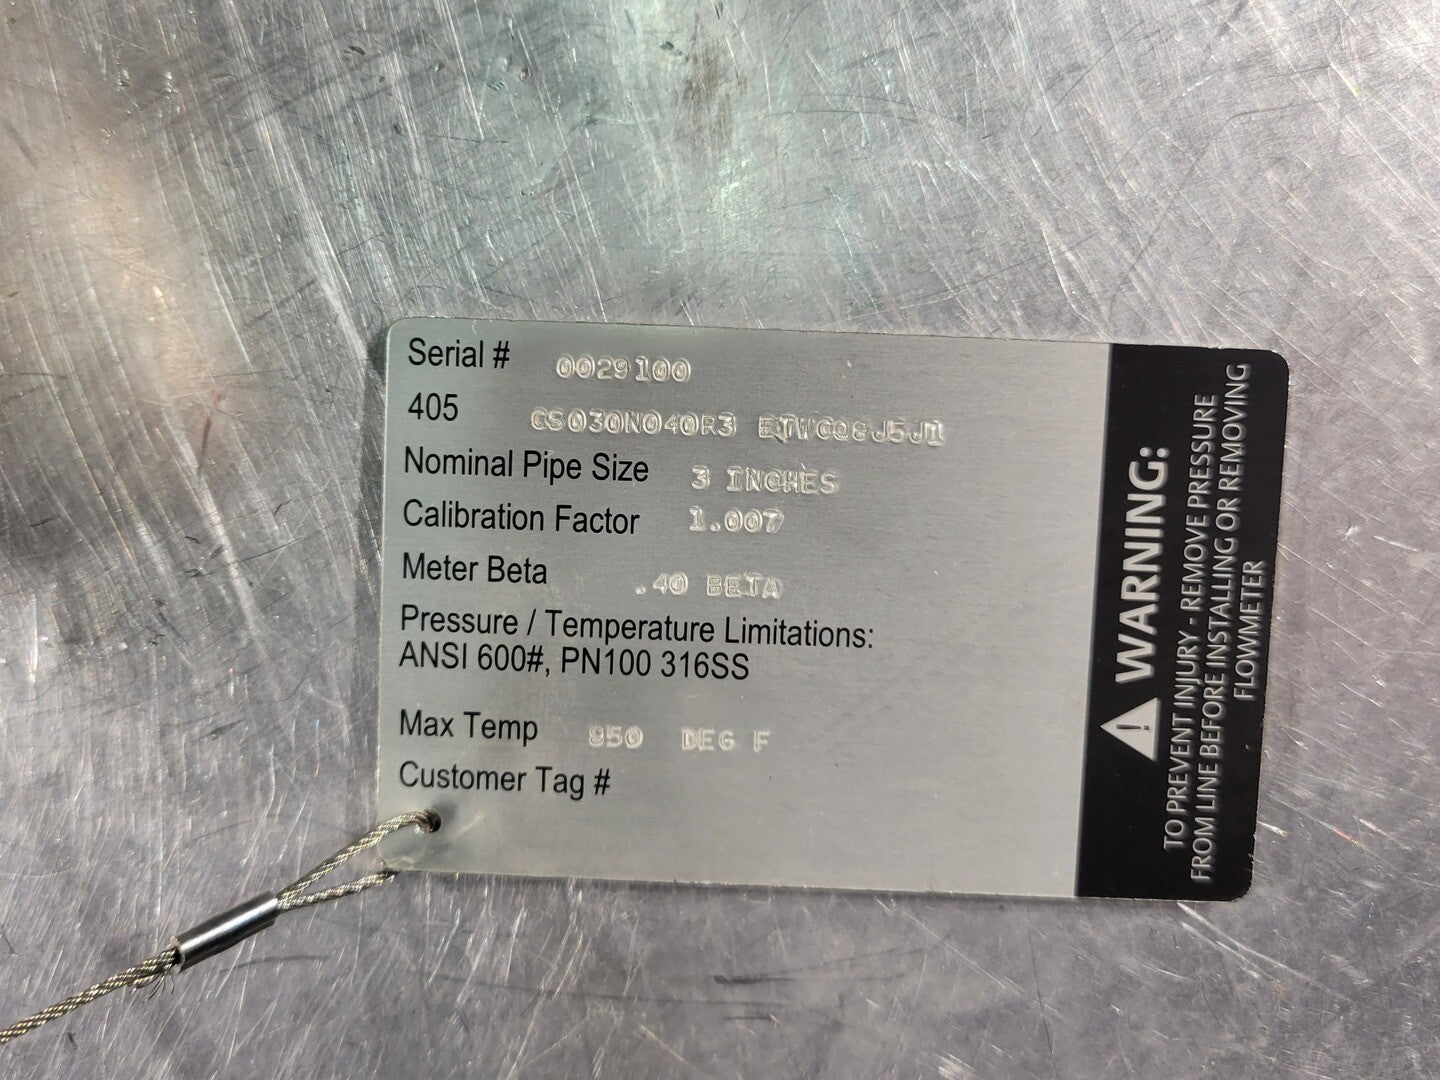 Serial # 0029100
405 CS030N040R3 ETWCQ8J5J1
Nominal Pipe Size 3 INCHES
Calibration Factor 1.007
Meter Beta .40 BETA
Pressure / Temperature Limitations:
ANSI 600#, PN100 316SS
Max Temp 850 DEG F
Customer Tag #
WARNING:
TO PREVENT INJURY - REMOVE PRESSURE
FROM LINE BEFORE INSTALLING OR REMOVING
FLOWMETER